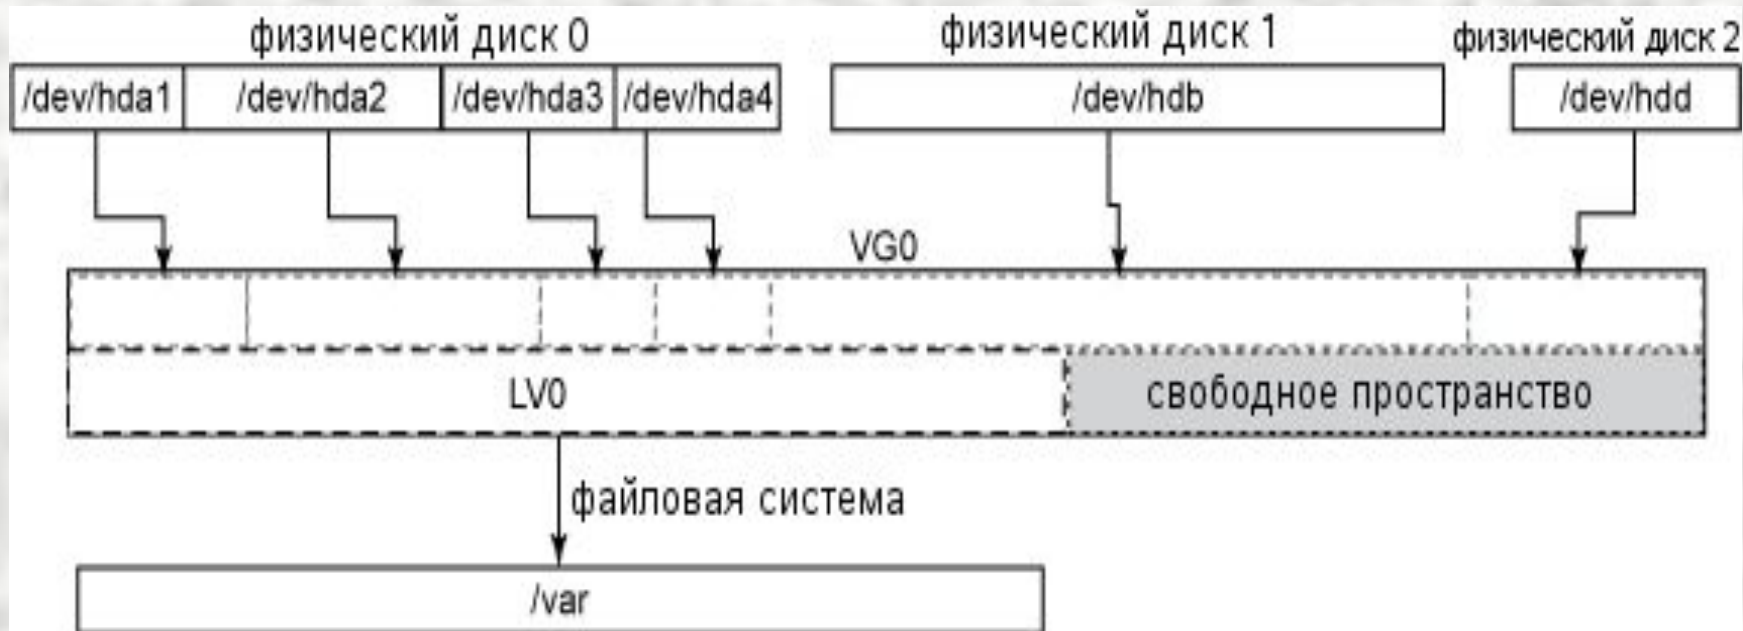 физический диск 0
физический диск 1
физический диск 2
/dev/hda1
/dev/hda2
/dev/hda3
/dev/hda4
/dev/hdb
/dev/hdd
VG0
LV0
свободное пространство
файловая система
/var